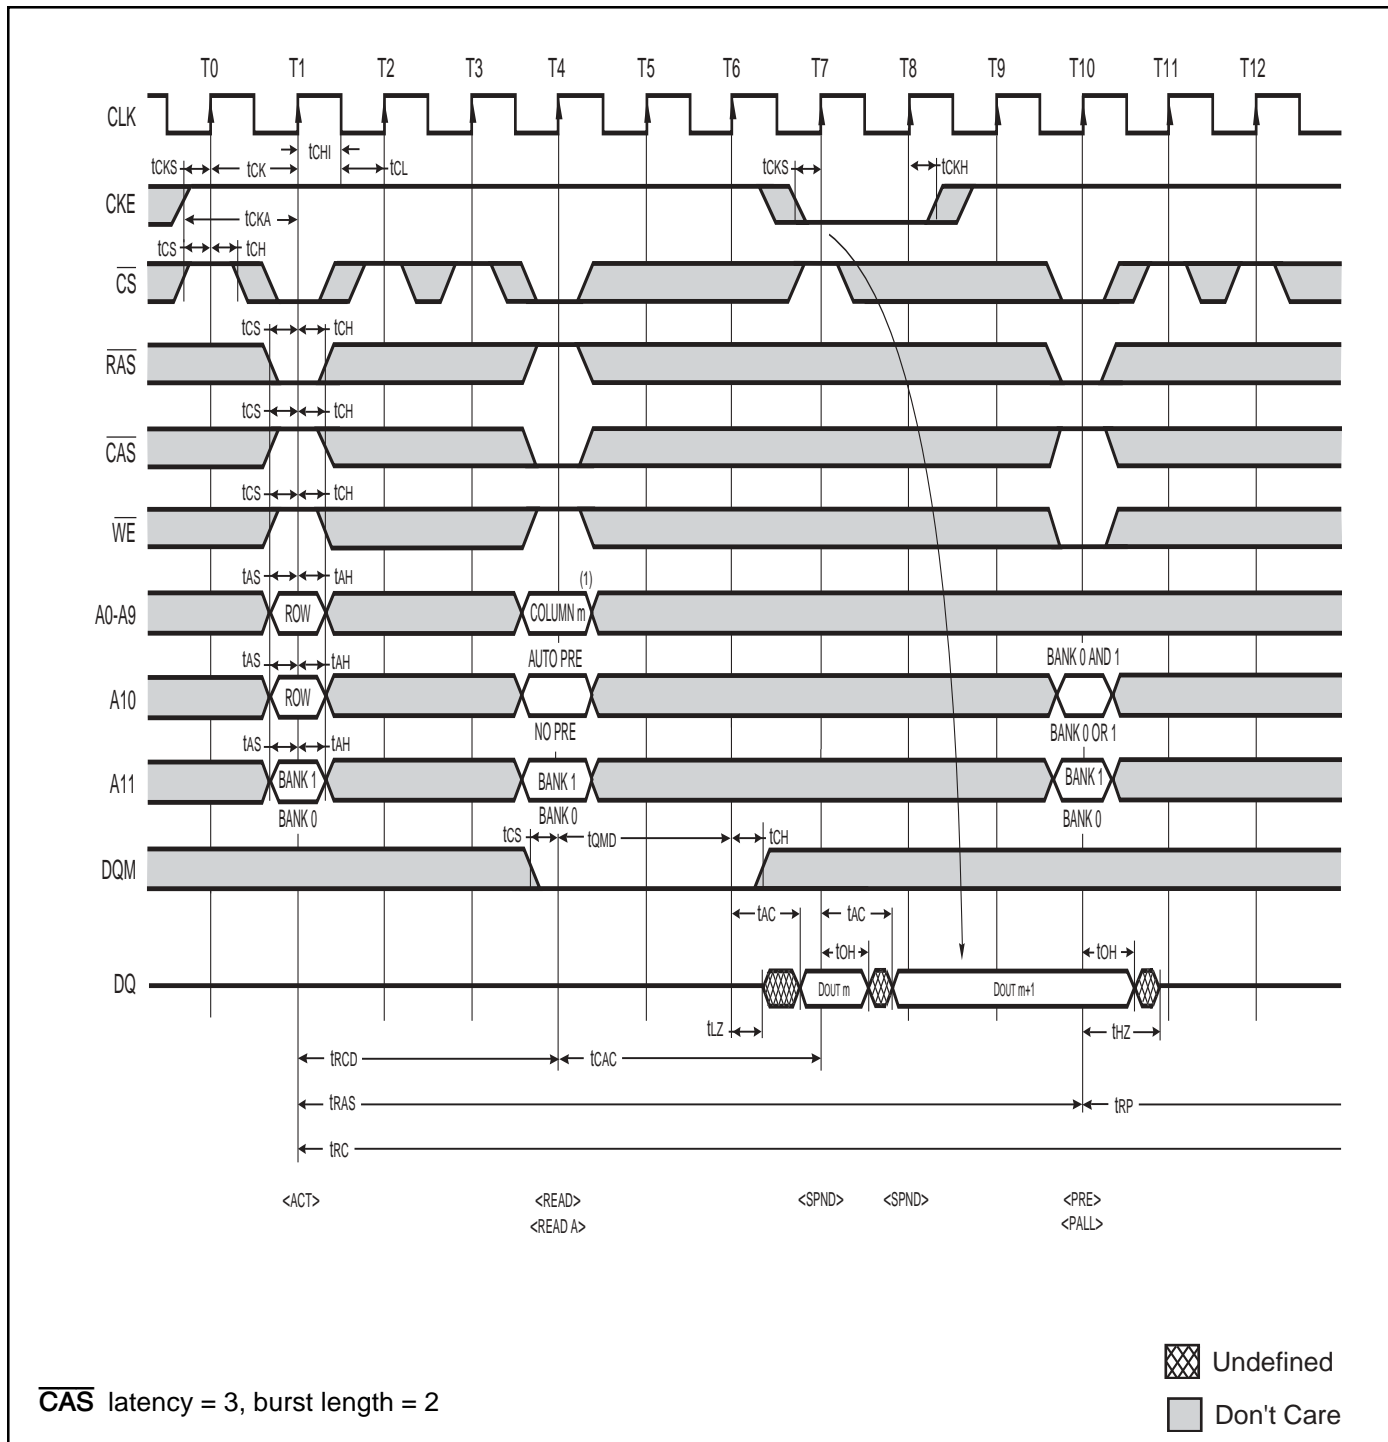 T0 T1 T2 T3 T4 T5 T6 T7 T8 T9 T10 T11 T12
CLK
tCHI
tCKS tCK tCL tCKS tCKH
CKE
tCKA
tCS tCH
CS
tCS tCH
RAS
tCS tCH
CAS
tCS tCH
WE
tAS tAH (1)
A0-A9 ROW COLUMN m
AUTO PRE BANK 0 AND 1
tAS tAH
A10 ROW
NO PRE BANK 0 OR 1
tAS tAH
A11 BANK 1 BANK 1 BANK 1
BANK 0 BANK 0 BANK 0
tCS tQMD tCH
DQM
tAC tAC
tOH tOH
DQ DOUT m DOUT m+1
tLZ tHZ
tRCD tCAC
tRAS tRP
tRC
<ACT> <READ> <SPND> <SPND> <PRE>
<READ A> <PALL>
Undefined
CAS latency = 3, burst length = 2
Don't Care